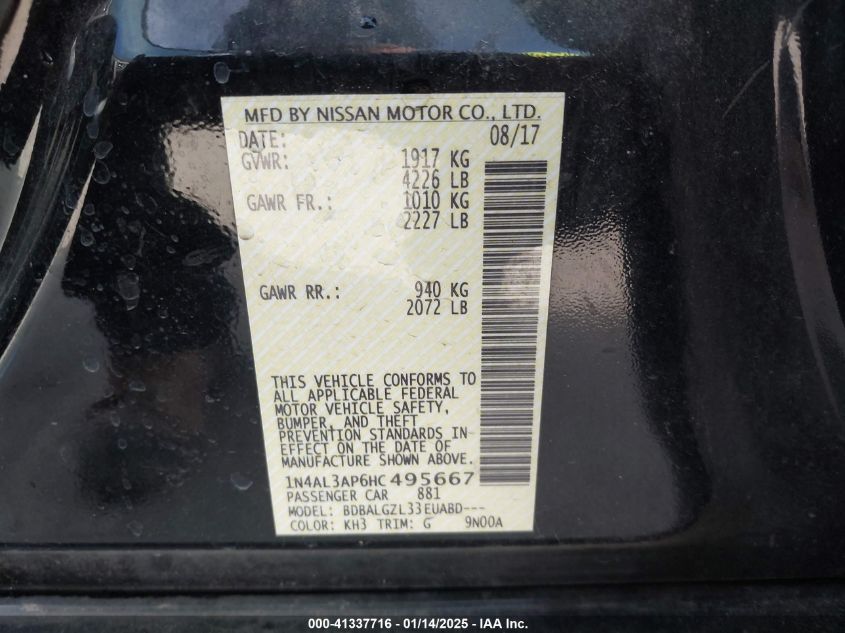 MFD BY NISSAN MOTOR CO., LTD.
DATE: 08/17
GVWR: 1917 KG
4226 LB
GAWR FR.: 1010 KG
2227 LB
GAWR RR.: 940 KG
2072 LB
THIS VEHICLE CONFORMS TO
ALL APPLICABLE FEDERAL
MOTOR VEHICLE SAFETY,
BUMPER, AND THEFT
PREVENTION STANDARDS IN-
EFFECT ON THE DATE OF
MANUFACTURE SHOWN ABOVE.
1N4AL3AP6HC495667
PASSENGER CAR 881
MODEL: BDBALGZL33EUABD---
COLOR: KH3 TRIM: G 9N00A
000-41337716 - 01/14/2025 - IAA Inc.